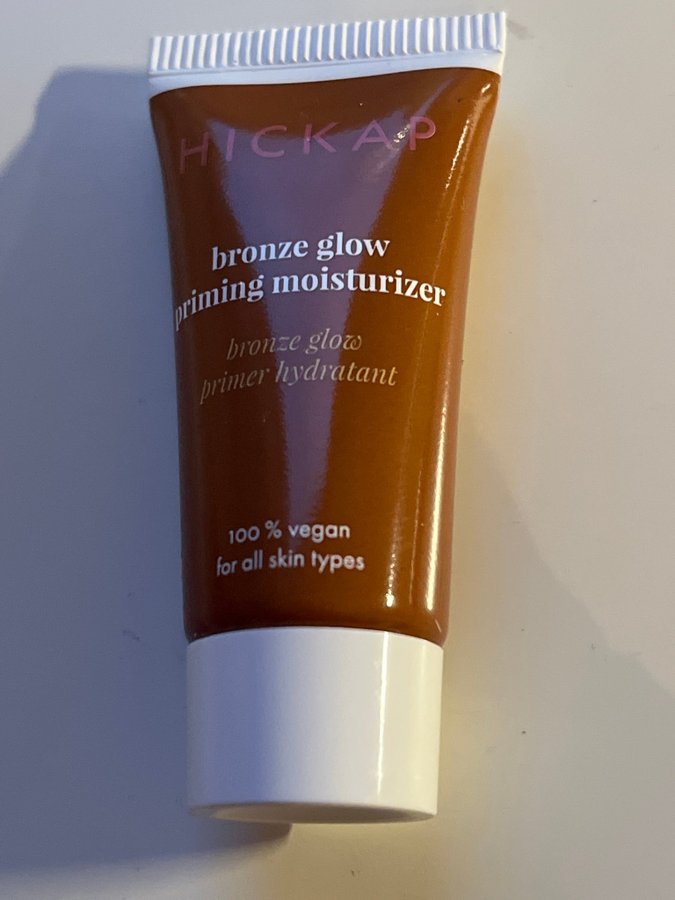 HICKAP
bronze glow
priming moisturizer
bronze glow
primer hydratant
100 % vegan
for all skin types